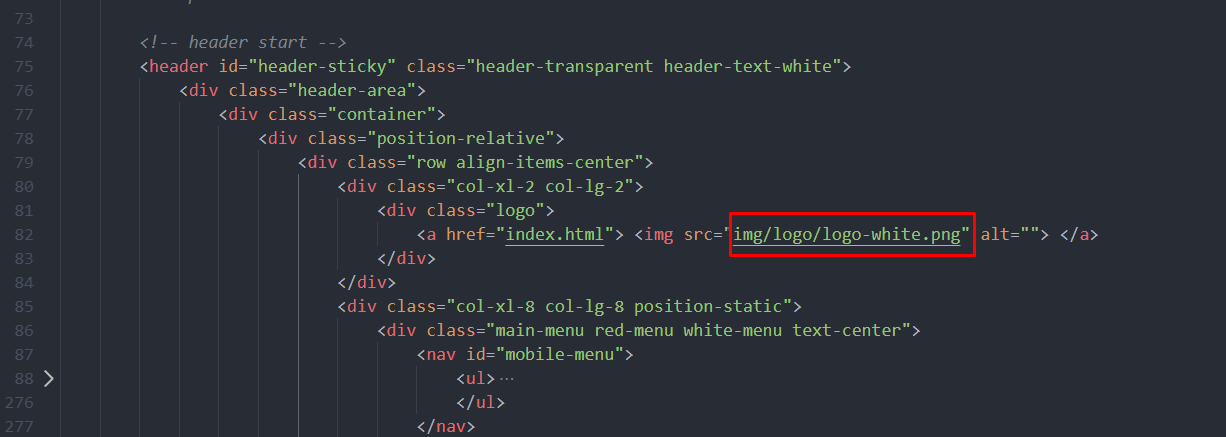 73
74 <!-- header start -->
75 <header id="header-sticky" class="header-transparent header-text-white">
76 <div class="header-area">
77 <div class="container">
78 <div class="position-relative">
79 <div class="row align-items-center">
80 <div class="col-xl-2 col-lg-2">
81 <div class="logo">
82 <a href="index.html"> <img src="img/logo/logo-white.png" alt=""> </a>
83 </div>
84 </div>
85 <div class="col-xl-8 col-lg-8 position-static">
86 <div class="main-menu red-menu white-menu text-center">
87 <nav id="mobile-menu">
88 <ul>···
276 </ul>
277 </nav>